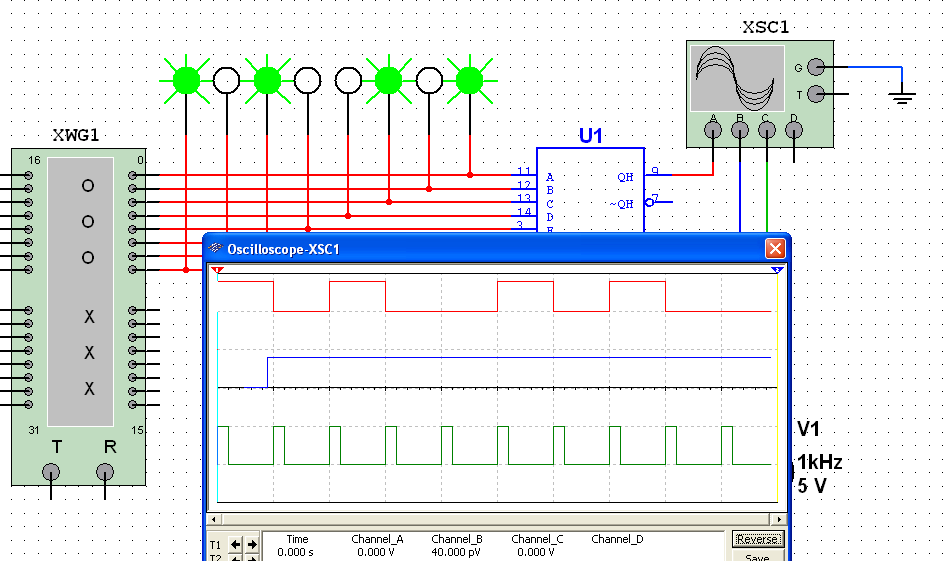 XSC1
G
T
A B C D
XWG1
16 0
O
O
O
X
X
X
31 15
T R
U1
11 A QH 9
12 B
13 C ~QH 7
14 D
3
Oscilloscope-XSC1
V1
1kHz
5 V
Time Channel_A Channel_B Channel_C Channel_D
T1 0.000 s 0.000 V 40.000 pV 0.000 V
T2
Reverse
Save